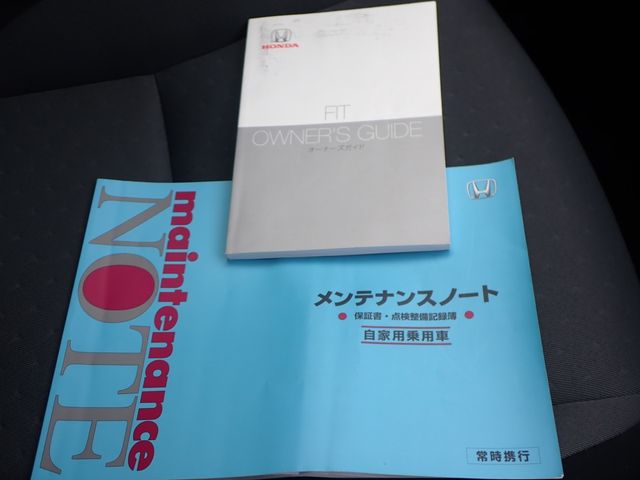 HONDA
FIT
OWNER'S GUIDE
オーナーズガイド
maintenance
NOTE
メンテナンスノート
● 保証書・点検整備記録簿 ●
自家用乗用車
常時携行